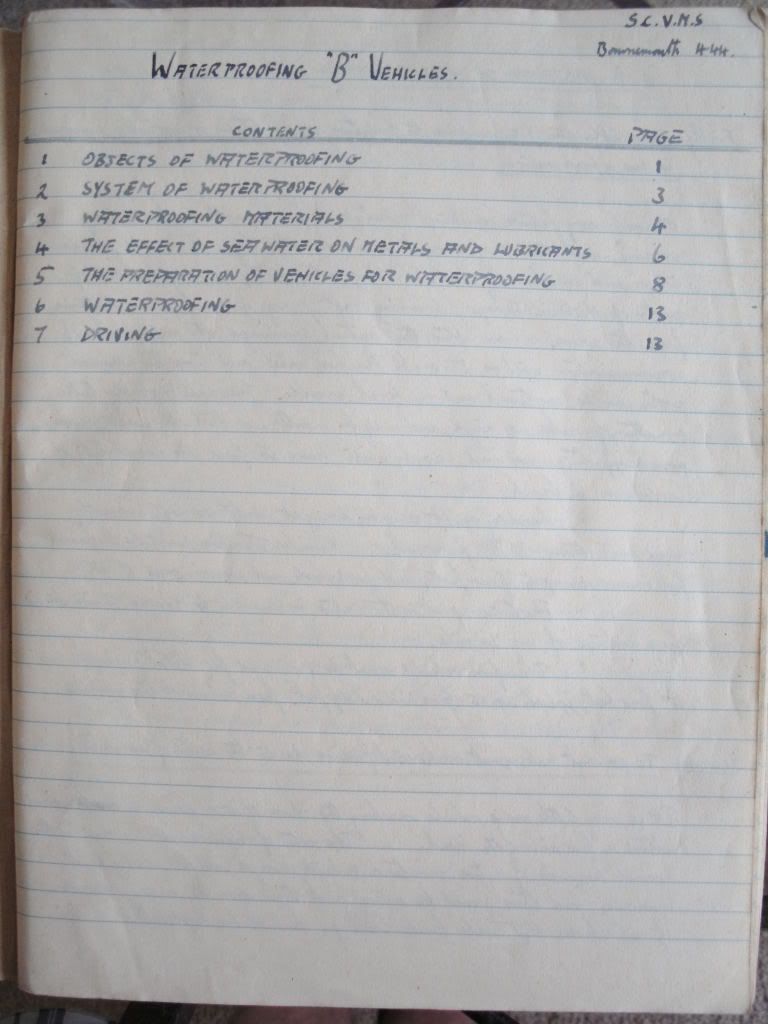 S.C.V.M.S
Bournemouth 4.44.
WATERPROOFING "B" VEHICLES.
CONTENTS PAGE
1 OBJECTS OF WATERPROOFING 1
2 SYSTEM OF WATERPROOFING 3
3 WATERPROOFING MATERIALS 4
4 THE EFFECT OF SEA WATER ON METALS AND LUBRICANTS 6
5 THE PREPARATION OF VEHICLES FOR WATERPROOFING 8
6 WATERPROOFING 13
7 DRIVING 13